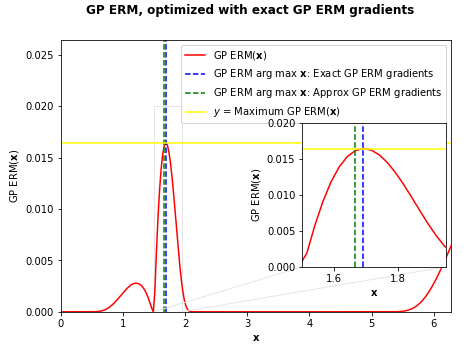 GP ERM, optimized with exact GP ERM gradients
GP ERM(x)
GP ERM arg max x: Exact GP ERM gradients
GP ERM arg max x: Approx GP ERM gradients
y = Maximum GP ERM(x)
GP ERM(x)
0.025
0.020
0.015
0.010
0.005
0.000
0 1 2 3 4 5 6
x
GP ERM(x)
0.020
0.015
0.010
0.005
0.000
1.6 1.8
x